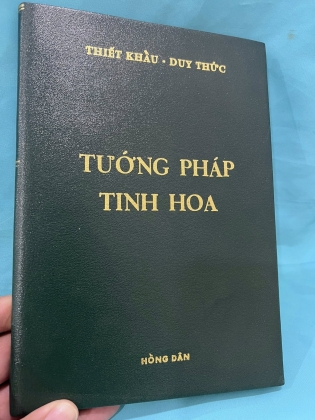 THIẾT KHẨU - DUY THỨC
TƯỚNG PHÁP
TINH HOA
HỒNG DÂN